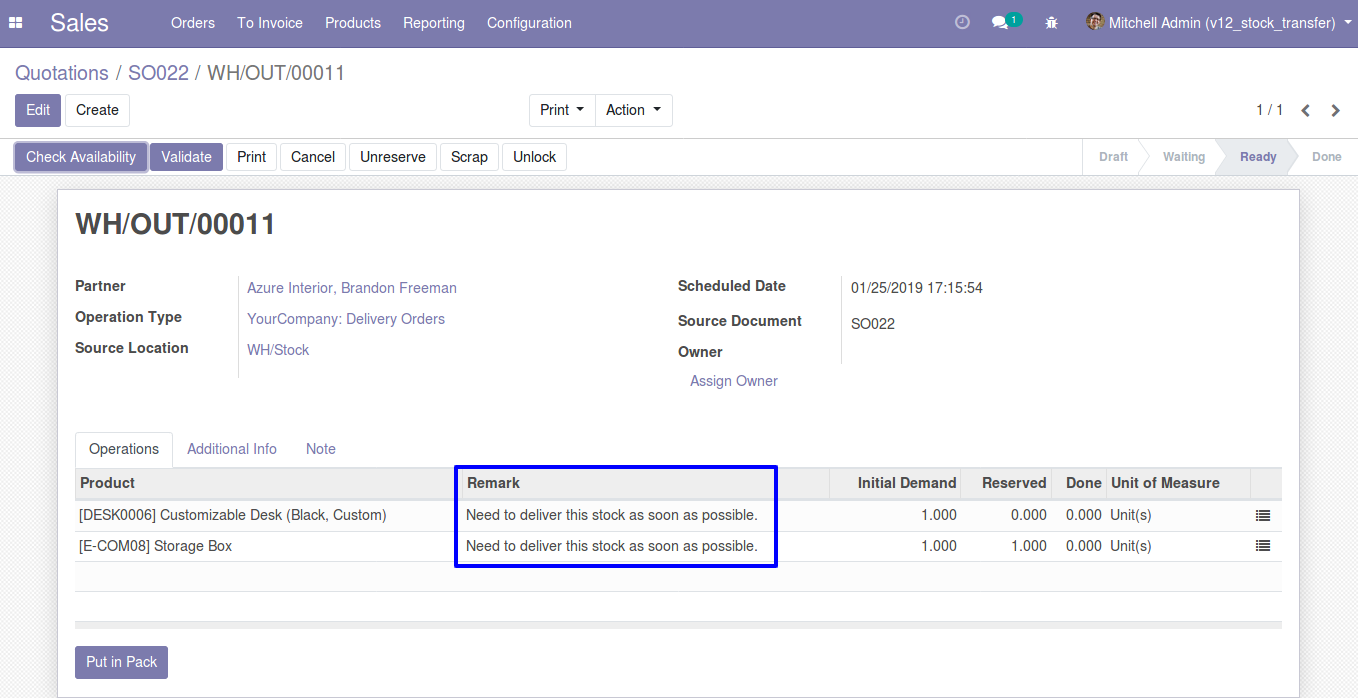 Sales Orders To Invoice Products Reporting Configuration 1 Mitchell Admin (v12_stock_transfer)
Quotations / SO022 / WH/OUT/00011
Edit Create Print Action 1 / 1
Check Availability Validate Print Cancel Unreserve Scrap Unlock Draft Waiting Ready Done
WH/OUT/00011
Partner Azure Interior, Brandon Freeman Scheduled Date 01/25/2019 17:15:54
Operation Type YourCompany: Delivery Orders Source Document SO022
Source Location WH/Stock Owner
Assign Owner
Operations Additional Info Note
Product Remark Initial Demand Reserved Done Unit of Measure
[DESK0006] Customizable Desk (Black, Custom) Need to deliver this stock as soon as possible. 1.000 0.000 0.000 Unit(s)
[E-COM08] Storage Box Need to deliver this stock as soon as possible. 1.000 1.000 0.000 Unit(s)
Put in Pack